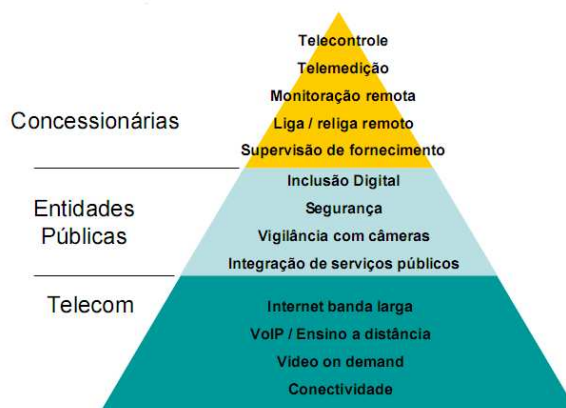 Telecontrole
Telemedição
Monitoração remota
Concessionárias
Liga / religa remoto
Supervisão de fornecimento
Inclusão Digital
Entidades
Públicas
Segurança
Vigilância com câmeras
Integração de serviços públicos
Telecom
Internet banda larga
VoIP / Ensino a distância
Video on demand
Conectividade